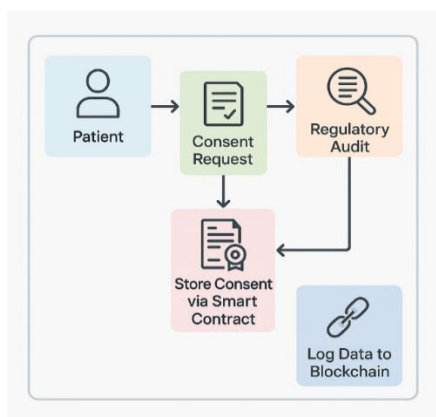 Patient
Consent
Request
Regulatory
Audit
Store Consent
via Smart
Contract
Log Data to
Blockchain